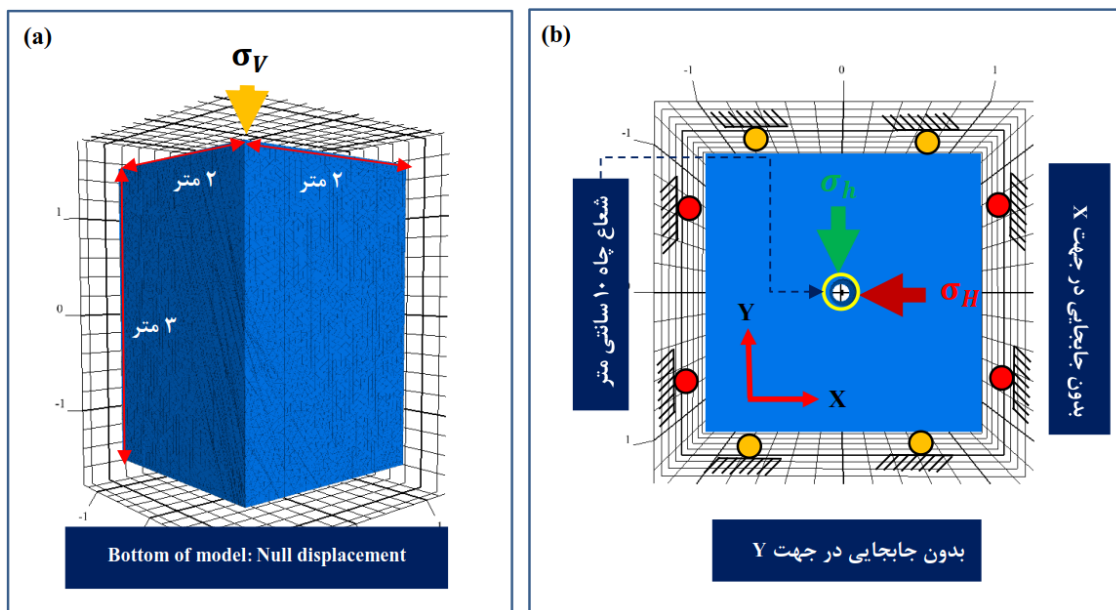 (a)
σV
۲ متر
۲ متر
1
0
۳ متر
-1
-1
1
Bottom of model: Null displacement
(b)
-1
0
1
-1
σh
شعاع چاه ۱۰ سانتی متر
σH
Y
X
1
بدون جابجایی در جهت X
بدون جابجایی در جهت Y